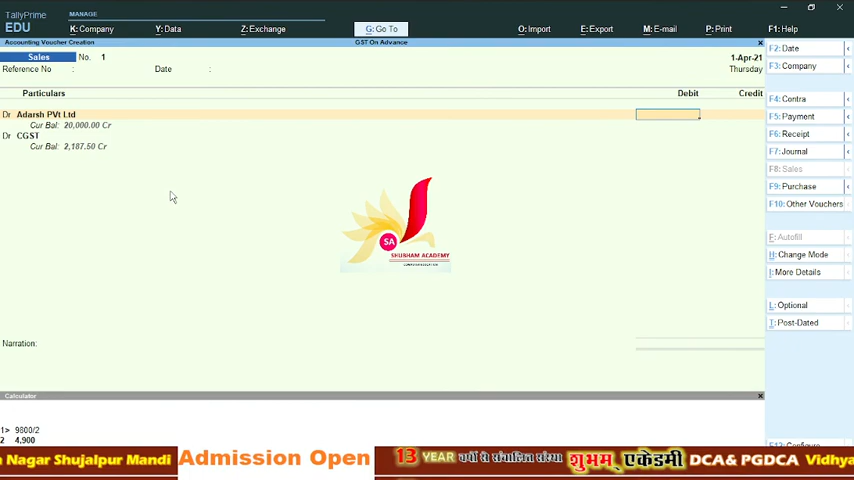 TallyPrime MANAGE
EDU K: Company Y: Data Z: Exchange G: Go To O: Import E: Export M: E-mail P: Print F1: Help
Accounting Voucher Creation GST On Advance
Sales No. 1 1-Apr-21
Reference No : Date : Thursday
Particulars Debit Credit
Dr Adarsh PVt Ltd
Cur Bal: 20,000.00 Cr
Dr CGST
Cur Bal: 2,187.50 Cr
SA
SHUBHAM ACADEMY
Narration:
F2: Date
F3: Company
F4: Contra
F5: Payment
F6: Receipt
F7: Journal
F8: Sales
F9: Purchase
F10: Other Vouchers
F: Autofill
H: Change Mode
I: More Details
L: Optional
T: Post-Dated
F12: Configure
Calculator
1> 9800/2
2 4,900
Nagar Shujalpur Mandi Admission Open 13 YEAR वर्षो से संचालित संस्था शुभम् एकेडमी DCA& PGDCA Vidhya